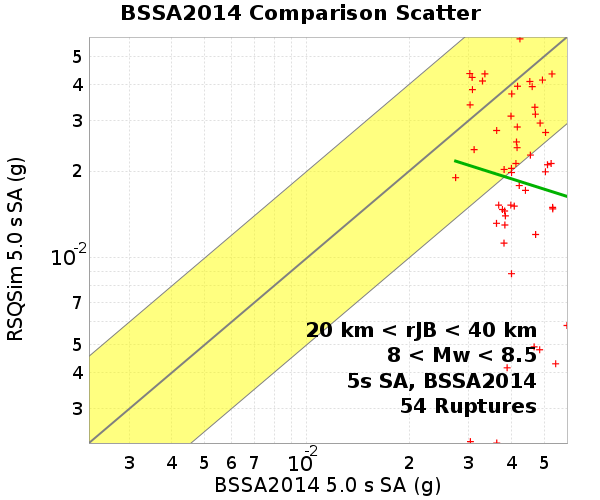 BSSA2014 Comparison Scatter
RSQSim 5.0 s SA (g)
5
4
3
2
10-2
7
5
4
3
20 km < rJB < 40 km
8 < Mw < 8.5
5s SA, BSSA2014
54 Ruptures
3 4 5 6 7 10-2 2 3 4 5
BSSA2014 5.0 s SA (g)